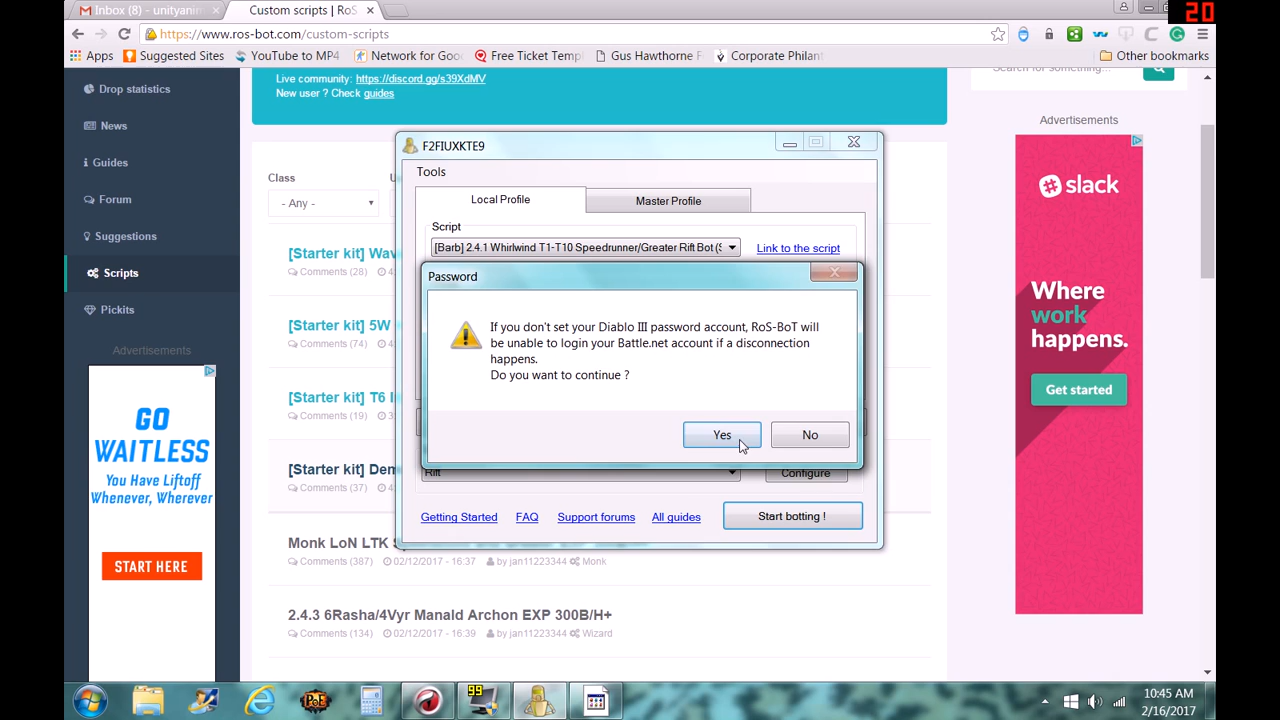 Inbox (8) - unityanim
Custom scripts | RoS
20
https://www.ros-bot.com/custom-scripts
Apps
Suggested Sites
YouTube to MP4
Network for Good
Free Ticket Temp
Gus Hawthorne F
Corporate Philant
Other bookmarks
Drop statistics
News
Guides
Forum
Suggestions
Scripts
Pickits
Advertisements
GO
WAITLESS
You Have Liftoff
Whenever, Wherever
START HERE
Live community: https://discord.gg/s39XdMV
New user ? Check guides
Search for something...
Class
- Any -
[Starter kit] Wav
Comments (28)
[Starter kit] 5W
Comments (74)
[Starter kit] T6 I
Comments (19)
[Starter kit] Dem
Comments (37)
Monk LoN LTK
Comments (387) 02/12/2017 - 16:37 by jan11223344 Monk
2.4.3 6Rasha/4Vyr Manald Archon EXP 300B/H+
Comments (134) 02/12/2017 - 16:39 by jan11223344 Wizard
F2FIUXKTE9
Tools
Local Profile
Master Profile
Script
[Barb] 2.4.1 Whirlwind T1-T10 Speedrunner/Greater Rift Bot (S
Link to the script
Password
If you don't set your Diablo III password account, RoS-BoT will
be unable to login your Battle.net account if a disconnection
happens.
Do you want to continue ?
Yes
No
Rift
Configure
Getting Started
FAQ
Support forums
All guides
Start botting !
Advertisements
slack
Where
work
happens.
Get started
PoE
99
10:45 AM
2/16/2017